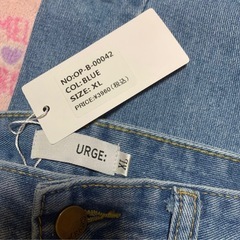 NO:OP-B-00042
COL:BLUE
SIZE: XL
PRICE:¥3960(税込)
URGE:
XL